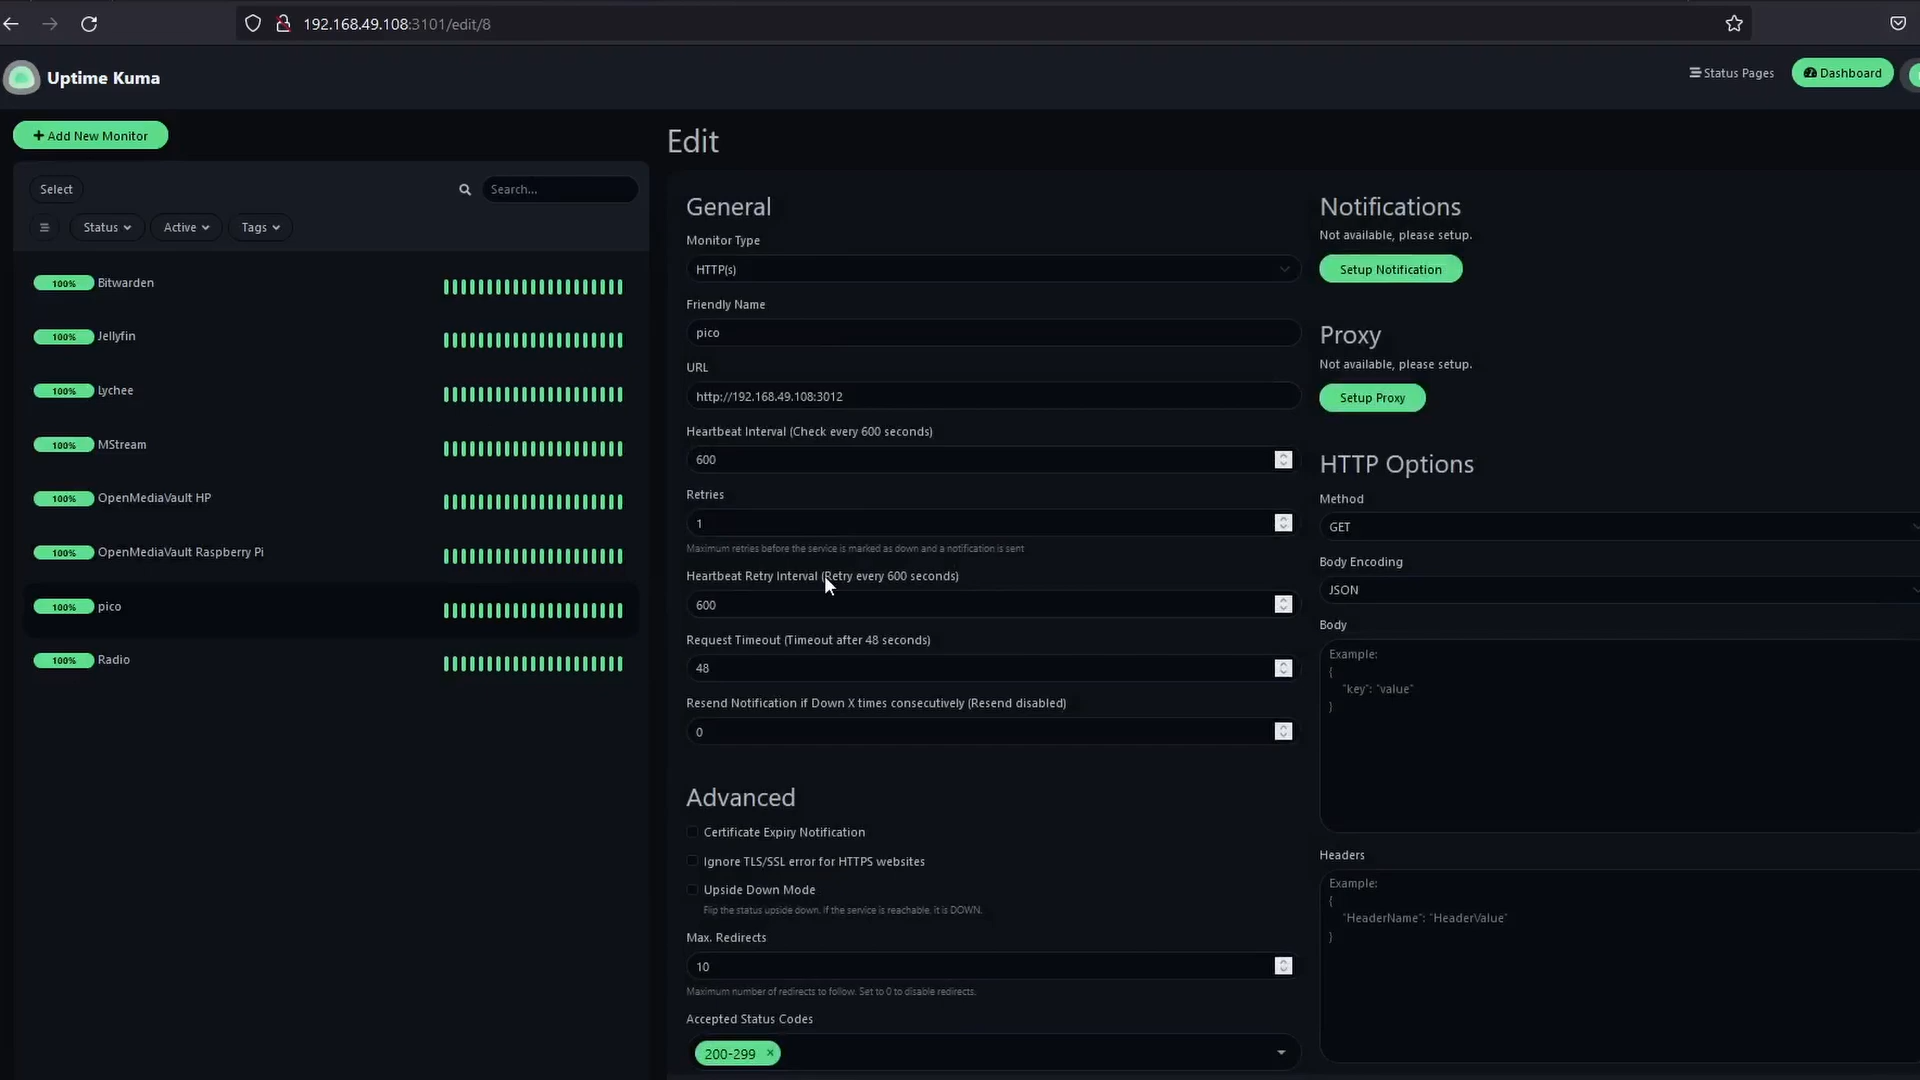 192.168.49.108:3101/edit/8
Uptime Kuma
Status Pages
Dashboard
+ Add New Monitor
Select
Search...
Status
Active
Tags
100% Bitwarden
100% Jellyfin
100% Lychee
100% MStream
100% OpenMediaVault HP
100% OpenMediaVault Raspberry Pi
100% pico
100% Radio
Edit
General
Monitor Type
HTTP(s)
Friendly Name
pico
URL
http://192.168.49.108:3012
Heartbeat Interval (Check every 600 seconds)
600
Retries
1
Maximum retries before the service is marked as down and a notification is sent
Heartbeat Retry Interval (Retry every 600 seconds)
600
Request Timeout (Timeout after 48 seconds)
48
Resend Notification if Down X times consecutively (Resend disabled)
0
Advanced
Certificate Expiry Notification
Ignore TLS/SSL error for HTTPS websites
Upside Down Mode
Flip the status upside down. If the service is reachable, it is DOWN.
Max. Redirects
10
Maximum number of redirects to follow. Set to 0 to disable redirects.
Accepted Status Codes
200-299 ×
Notifications
Not available, please setup.
Setup Notification
Proxy
Not available, please setup.
Setup Proxy
HTTP Options
Method
GET
Body Encoding
JSON
Body
Example:
{
"key": "value"
}
Headers
Example:
{
"HeaderName": "HeaderValue"
}